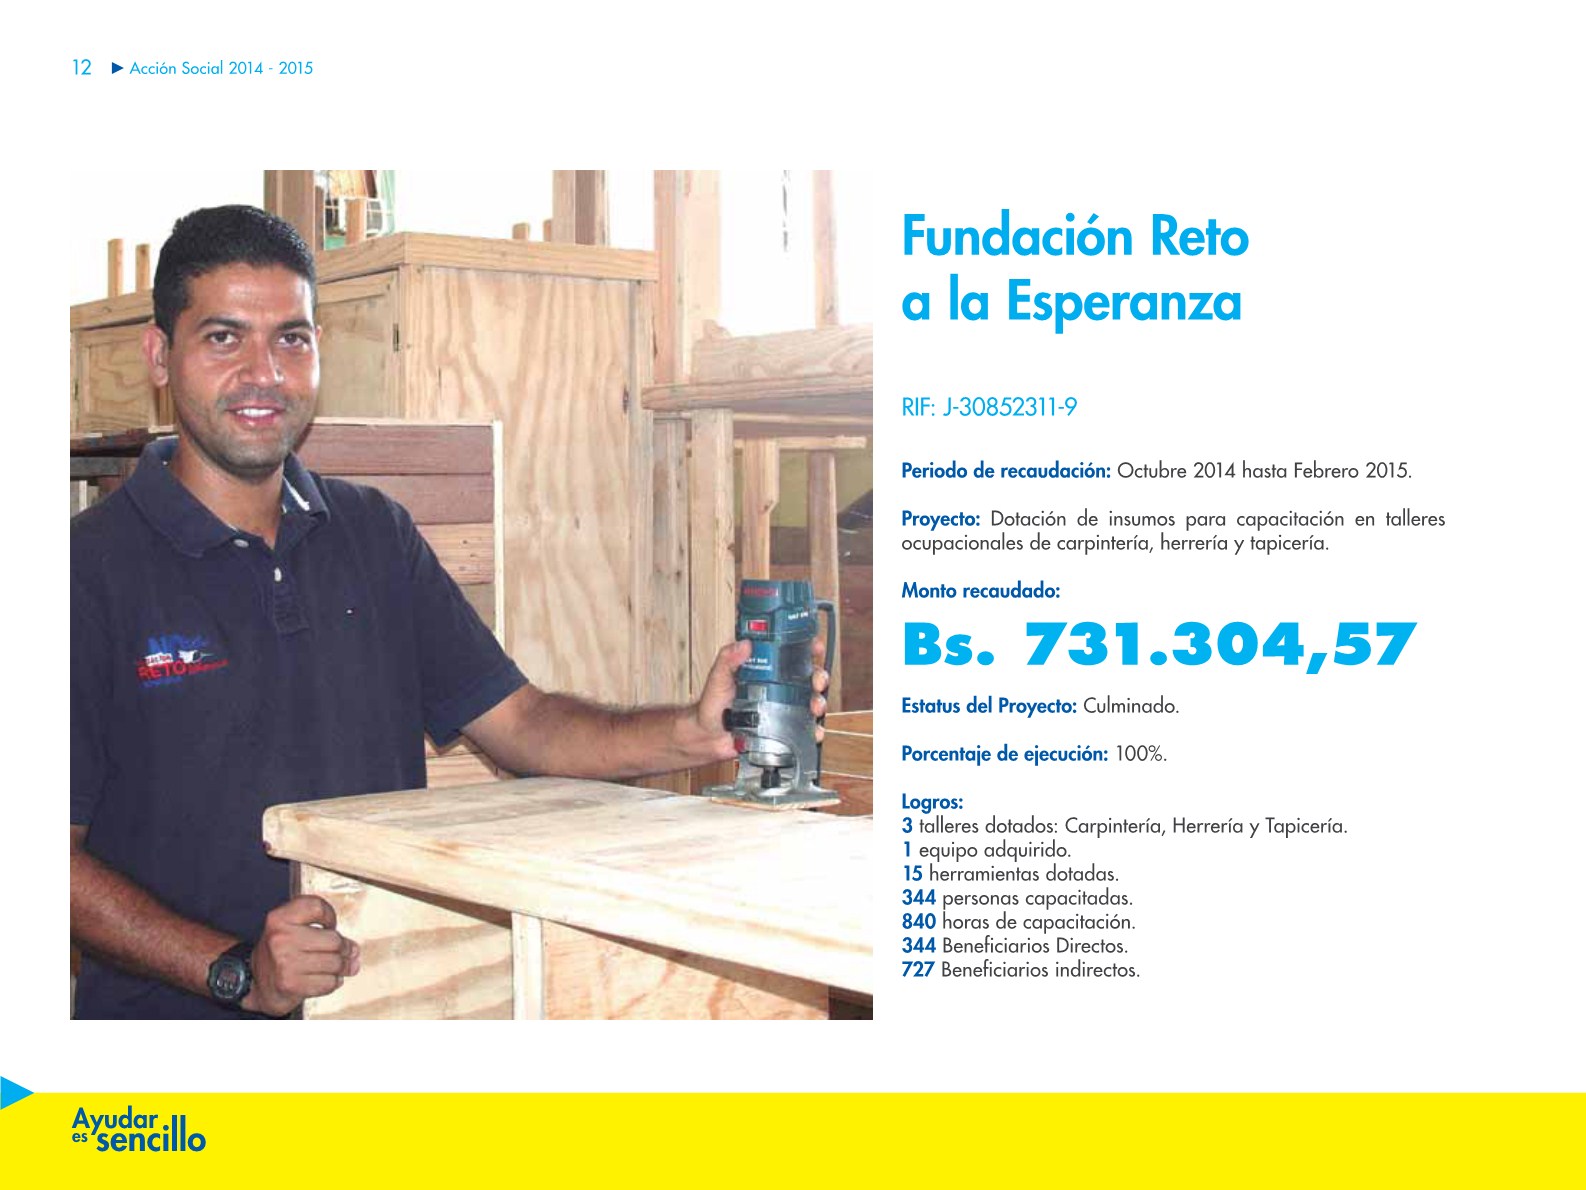 12 ▶ Acción Social 2014 - 2015
Fundación Reto
a la Esperanza
RIF: J-30852311-9
Periodo de recaudación: Octubre 2014 hasta Febrero 2015.
Proyecto: Dotación de insumos para capacitación en talleres
ocupacionales de carpintería, herrería y tapicería.
Monto recaudado:
Bs. 731.304,57
Estatus del Proyecto: Culminado.
Porcentaje de ejecución: 100%.
Logros:
3 talleres dotados: Carpintería, Herrería y Tapicería.
1 equipo adquirido.
15 herramientas dotadas.
344 personas capacitadas.
840 horas de capacitación.
344 Beneficiarios Directos.
727 Beneficiarios indirectos.
RETO
Ayudar
es sencillo